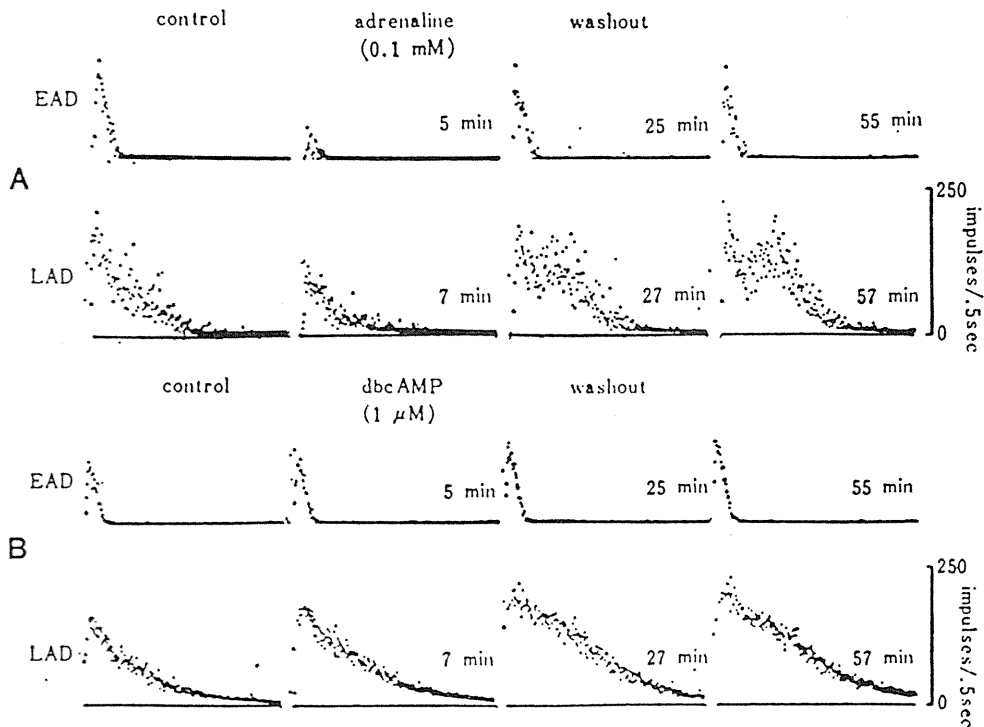 control adrenaline washout
(0.1 mM)
EAD 5 min 25 min 55 min
A
250
LAD 7 min 27 min 57 min
0
impulses/.5sec
control dbcAMP washout
(1 μM)
EAD 5 min 25 min 55 min
B
250
LAD 7 min 27 min 57 min
0
impulses/.5sec